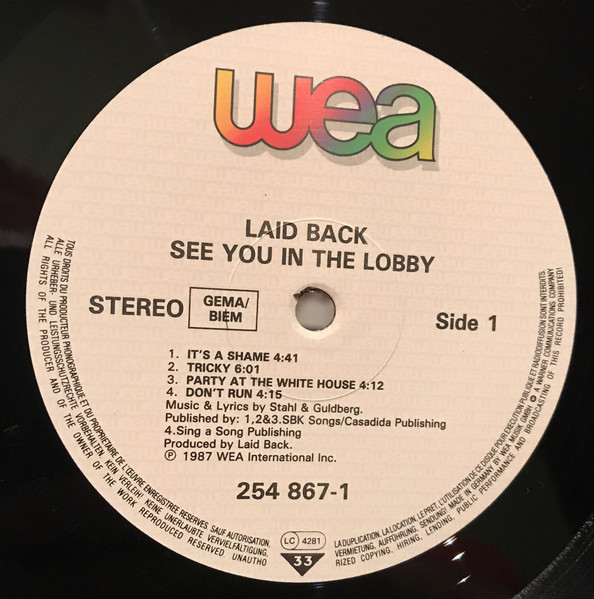 wea
LAID BACK
SEE YOU IN THE LOBBY
STEREO
GEMA/
BIEM
Side 1
1. IT'S A SHAME 4:41
2. TRICKY 6:01
3. PARTY AT THE WHITE HOUSE 4:12
4. DON'T RUN 4:15
Music & Lyrics by Stahl & Guldberg.
Published by: 1,2&3.SBK Songs/Casadida Publishing
4.Sing a Song Publishing
Produced by Laid Back.
Ⓟ 1987 WEA International Inc.
254 867-1
LC 4281
33
TOUS DROITS DU PRODUCTEUR PHONOGRAPHIQUE ET DU PROPRIETAIRE DE L'ŒUVRE ENREGISTREE RESERVES SAUF AUTORISATION,
LA DUPLICATION, LA LOCATION, LE PRET, L'UTILISATION DE CE DISQUE POUR EXECUTION PUBLIQUE ET RADIODIFFUSION SONT INTERDITS.
ALLE URHEBER- UND LEISTUNGSSCHUTZRECHTE VORBEHALTEN. KEIN VERLEIH! KEINE UNERLAUBTE VERVIELFÄLTIGUNG,
VERMIETUNG, AUFFÜHRUNG, SENDUNG! MADE IN GERMANY BY WEA MUSIK GMBH A WARNER COMMUNICATIONS COMPANY
ALL RIGHTS OF THE PRODUCER AND OF THE OWNER OF THE WORK REPRODUCED RESERVED UNAUTHO
RIZED COPYING, HIRING, LENDING, PUBLIC PERFORMANCE AND BROADCASTING OF THIS RECORD PROHIBITED!